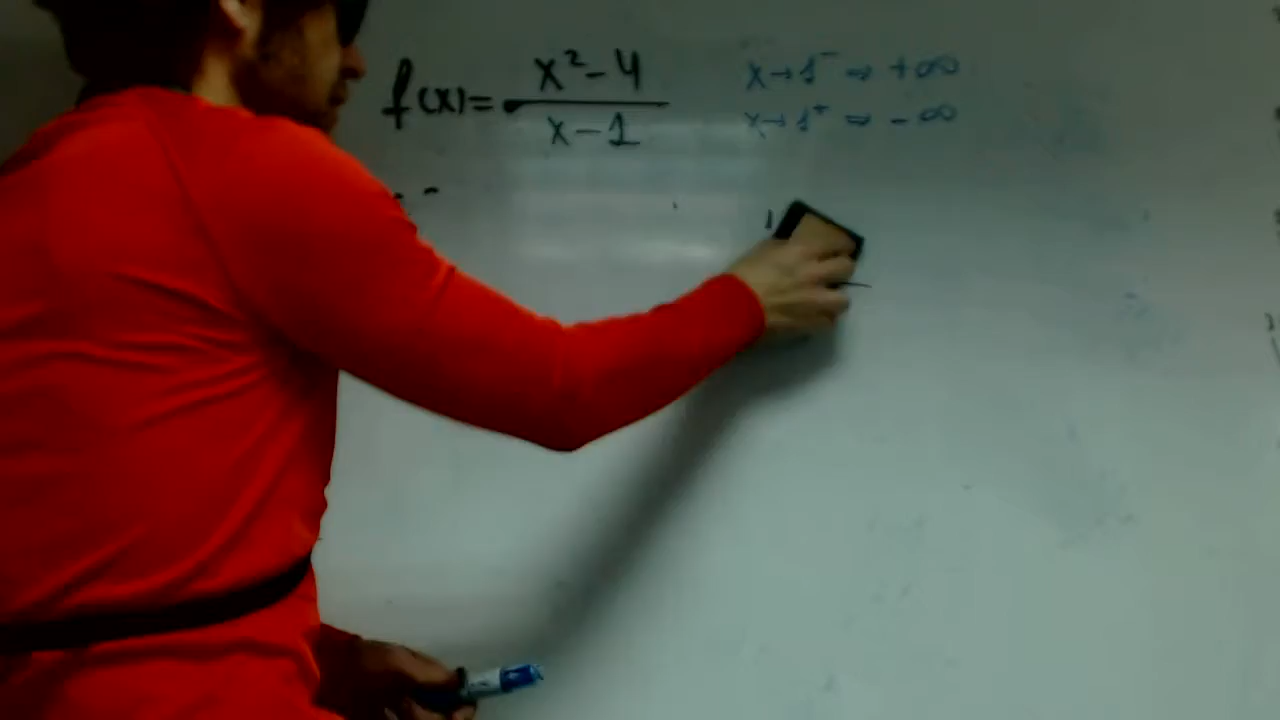 f(x) = (x² - 4)/(x - 1)
x → 1⁻ ⇒ +∞
x → 1⁺ ⇒ -∞